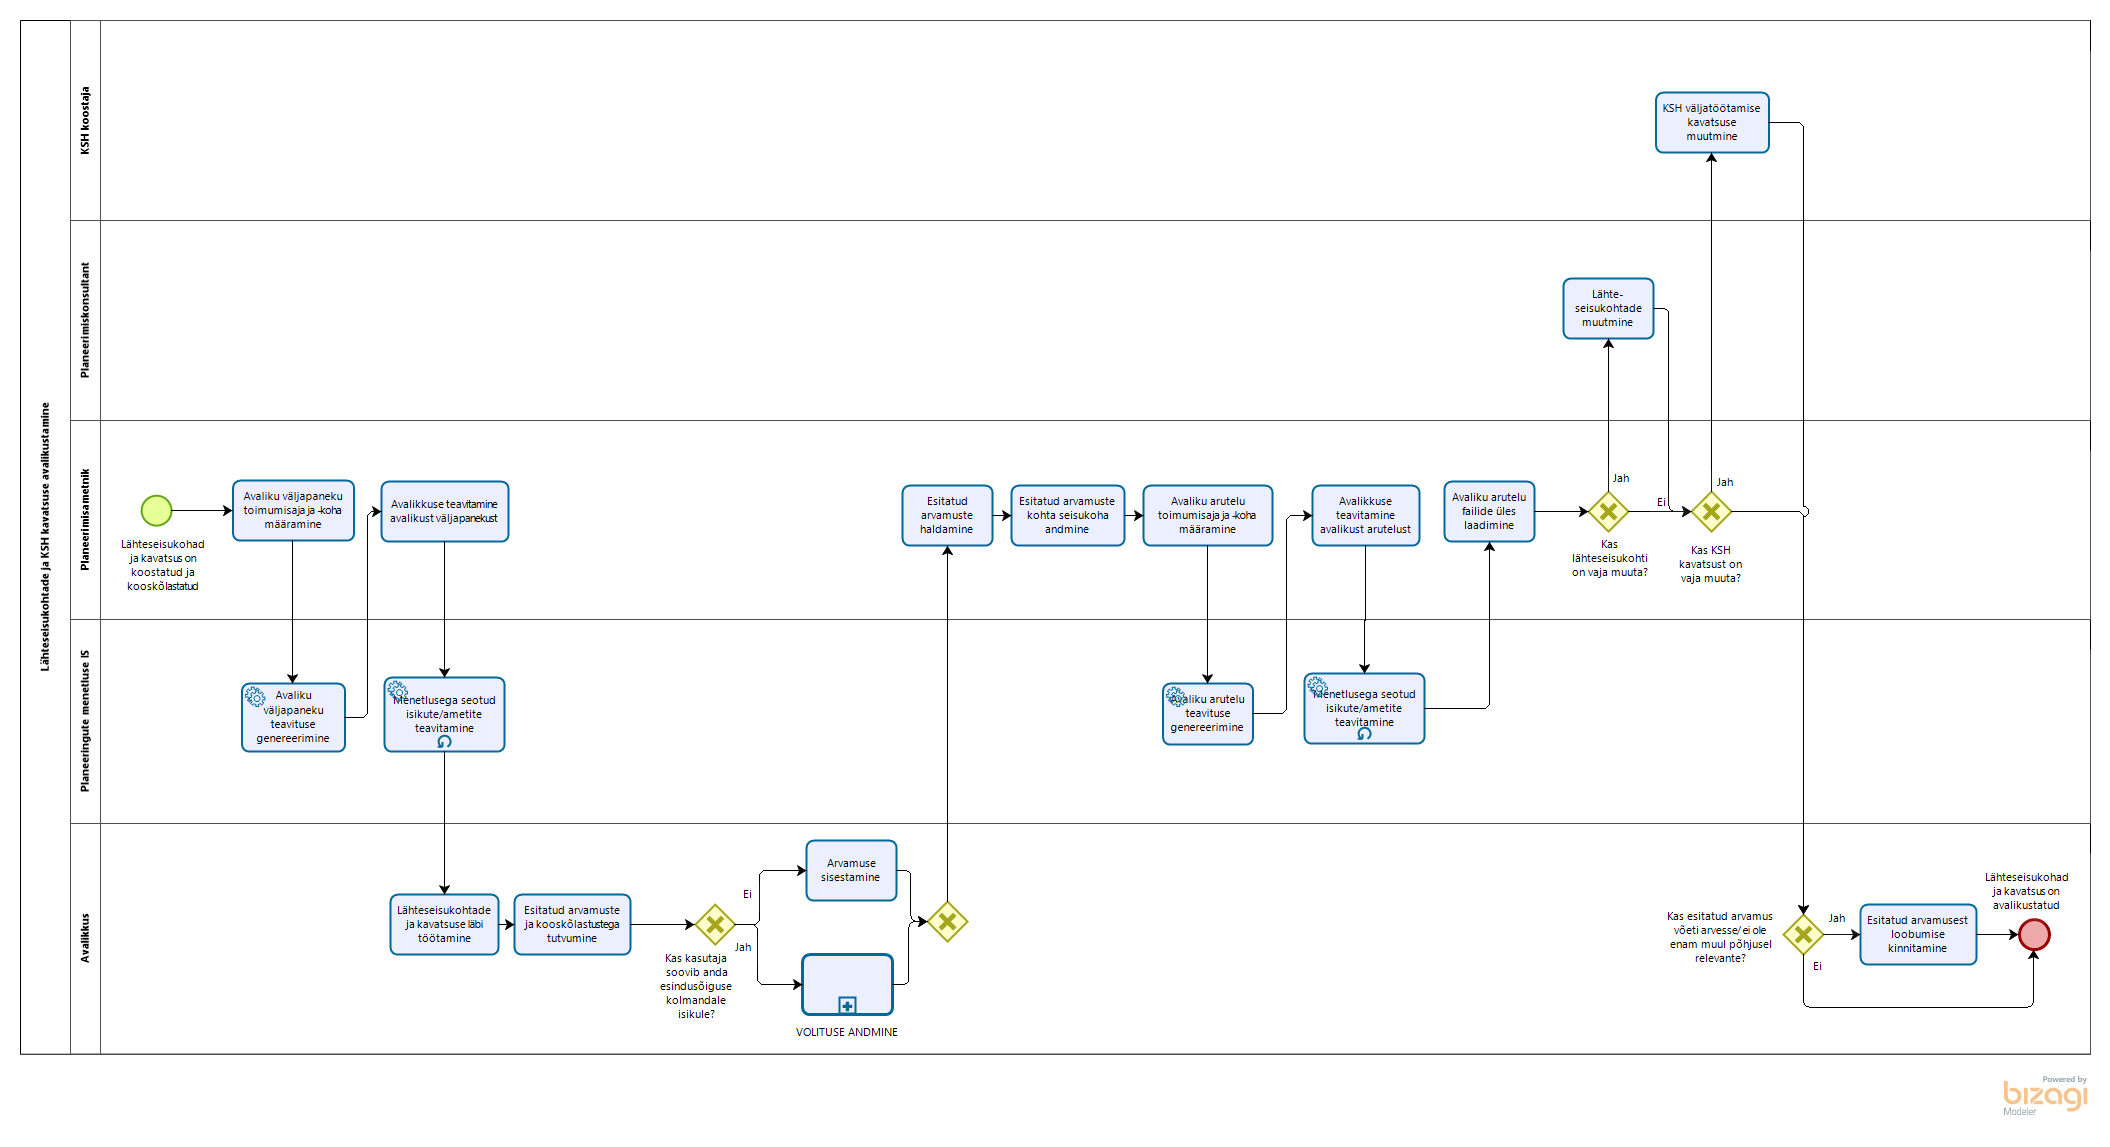 Lähteseisukohtade ja KSH kavatsuse avalikustamine
KSH koostaja
KSH väljatöötamise
kavatsuse
muutmine
Planeerimiskonsultant
Lähte-
seisukohtade
muutmine
Planeerimisametnik
Lähteseisukohad
ja kavatsus on
koostatud ja
kooskõlastatud
Avaliku väljapaneku
toimumisaja ja -koha
määramine
Avalikkuse teavitamine
avalikust väljapanekust
Esitatud
arvamuste
haldamine
Esitatud arvamuste
kohta seisukoha
andmine
Avaliku arutelu
toimumisaja ja -koha
määramine
Avalikkuse
teavitamine
avalikust arutelust
Avaliku arutelu
failide üles
laadimine
Jah
Ei
Kas
lähteseisukohti
on vaja muuta?
Jah
Kas KSH
kavatsust on
vaja muuta?
Planeeringute menetluse IS
Avaliku
väljapaneku
teavituse
genereerimine
Menetlusega seotud
isikute/ametite
teavitamine
Avaliku arutelu
teavituse
genereerimine
Menetlusega seotud
isikute/ametite
teavitamine
Avalikkus
Lähteseisukohtade
ja kavatsuse läbi
töötamine
Esitatud arvamuste
ja kooskõlastustega
tutvumine
Ei
Jah
Kas kasutaja
soovib anda
esindusõiguse
kolmandale
isikule?
Arvamuse
sisestamine
VOLITUSE ANDMINE
Kas esitatud arvamus
võeti arvesse/ ei ole
enam muul põhjusel
relevante?
Jah
Ei
Esitatud arvamusest
loobumise
kinnitamine
Lähteseisukohad
ja kavatsus on
avalikustatud
Powered by
bizagi
Modeler